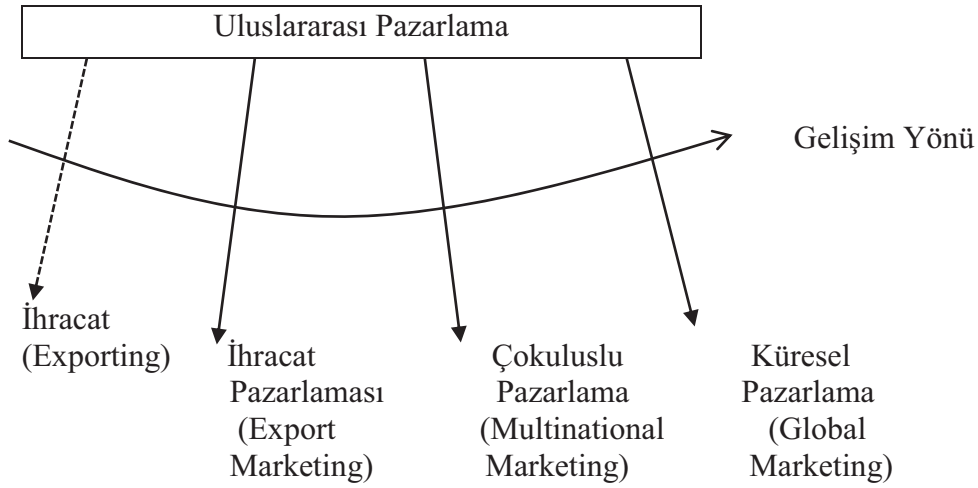 Uluslararası Pazarlama
Gelişim Yönü
İhracat
(Exporting)
İhracat
Pazarlaması
(Export
Marketing)
Çokuluslu
Pazarlama
(Multinational
Marketing)
Küresel
Pazarlama
(Global
Marketing)